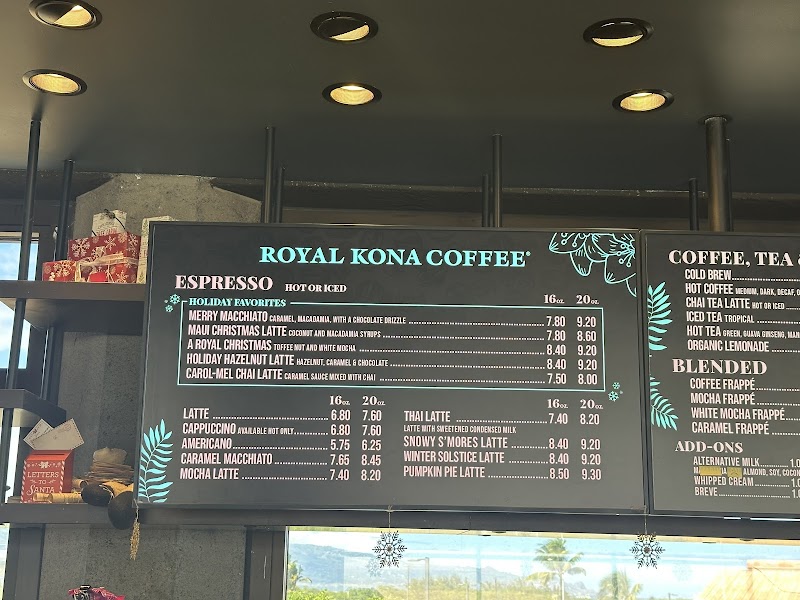 ROYAL KONA COFFEE®
ESPRESSO HOT OR ICED
HOLIDAY FAVORITES 16oz. 20oz.
MERRY MACCHIATO CARAMEL, MACADAMIA, WITH A CHOCOLATE DRIZZLE 7.80 9.20
MAUI CHRISTMAS LATTE COCONUT AND MACADAMIA SYRUPS 7.80 8.60
A ROYAL CHRISTMAS TOFFEE NUT AND WHITE MOCHA 8.40 9.20
HOLIDAY HAZELNUT LATTE HAZELNUT, CARAMEL & CHOCOLATE 8.40 9.20
CAROL-MEL CHAI LATTE CARAMEL SAUCE MIXED WITH CHAI 7.50 8.00
16oz. 20oz.
LATTE 6.80 7.60
CAPPUCCINO AVAILABLE HOT ONLY 6.80 7.60
AMERICANO 5.75 6.25
CARAMEL MACCHIATO 7.65 8.45
MOCHA LATTE 7.40 8.20
16oz. 20oz.
THAI LATTE 7.40 8.20
LATTE WITH SWEETENED CONDENSED MILK
SNOWY S'MORES LATTE 8.40 9.20
WINTER SOLSTICE LATTE 8.40 9.20
PUMPKIN PIE LATTE 8.50 9.30
COFFEE, TEA &
COLD BREW
HOT COFFEE MEDIUM, DARK, DECAF,
CHAI TEA LATTE HOT OR ICED
ICED TEA TROPICAL
HOT TEA GREEN, GUAVA GINSENG,
ORGANIC LEMONADE
BLENDED
COFFEE FRAPPÉ
MOCHA FRAPPÉ
WHITE MOCHA FRAPPÉ
CARAMEL FRAPPÉ
ADD-ONS
ALTERNATIVE MILK
ALMOND, SOY,
WHIPPED CREAM
BREVE
LETTERS
TO
SANTA